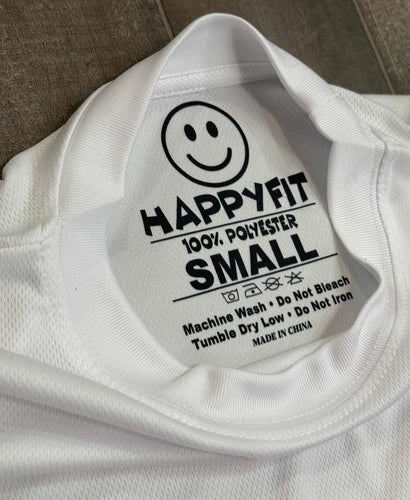 HAPPYFIT
100% POLYESTER
SMALL
Machine Wash • Do Not Bleach
Tumble Dry Low • Do Not Iron
MADE IN CHINA